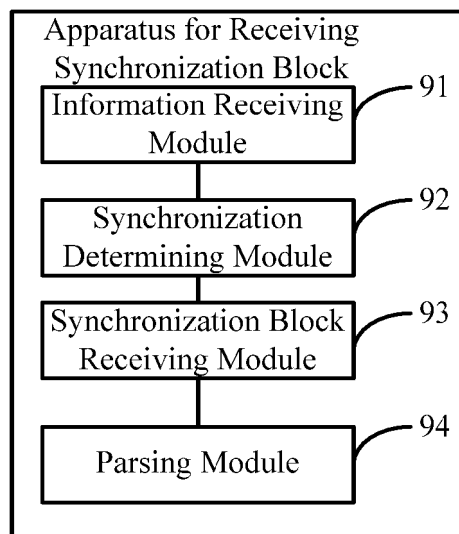 Apparatus for Receiving
Synchronization Block
Information Receiving
Module
91
Synchronization
Determining Module
92
Synchronization Block
Receiving Module
93
Parsing Module
94